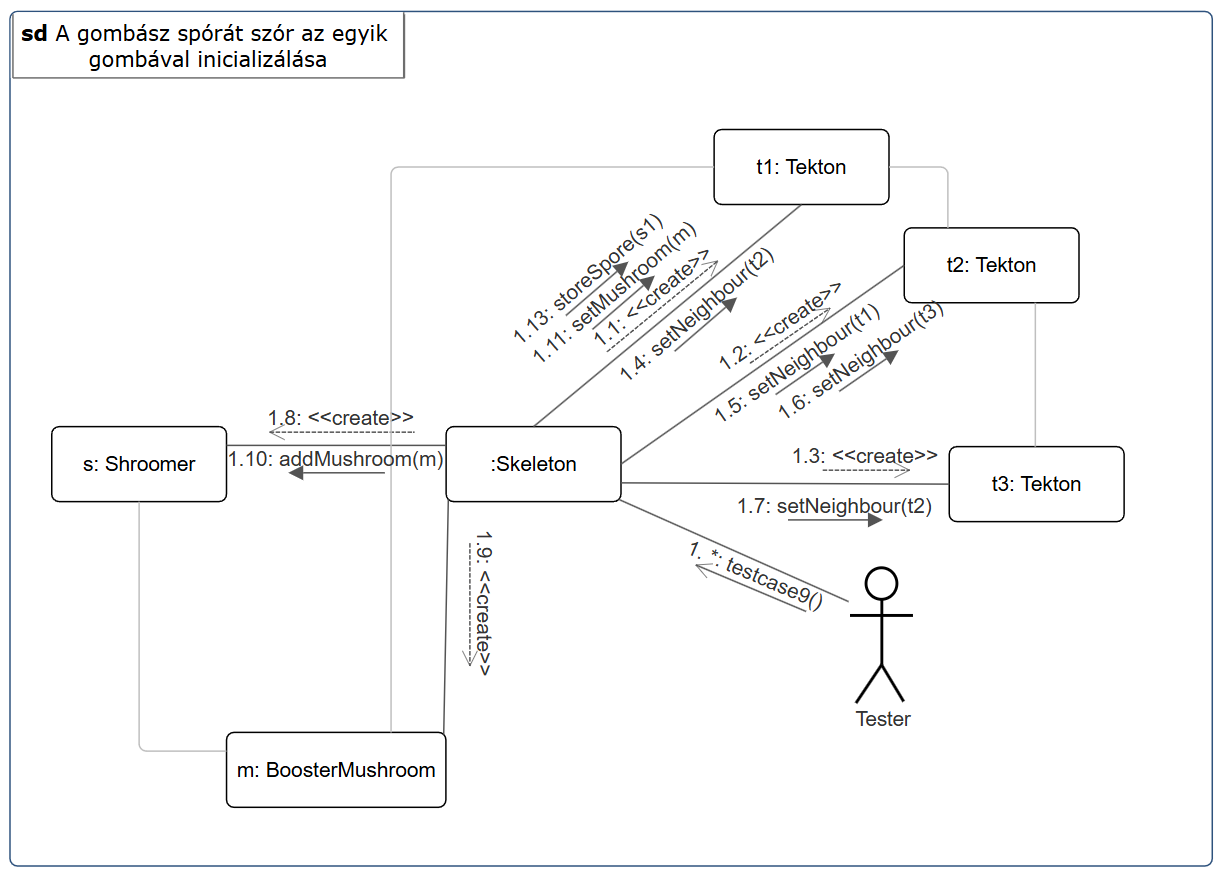 sd A gombász spórát szór az egyik
gombával inicializálása
t1: Tekton
t2: Tekton
1.13: storeSpore(s1)
1.11: setMushroom(m)
1.1: <<create>>
1.4: setNeighbour(t2)
1.2: <<create>>
1.5: setNeighbour(t1)
1.6: setNeighbour(t3)
1.8: <<create>>
s: Shroomer
1.10: addMushroom(m)
:Skeleton
1.3: <<create>>
t3: Tekton
1.7: setNeighbour(t2)
1.9: <<create>>
1. *: testcase9()
Tester
m: BoosterMushroom